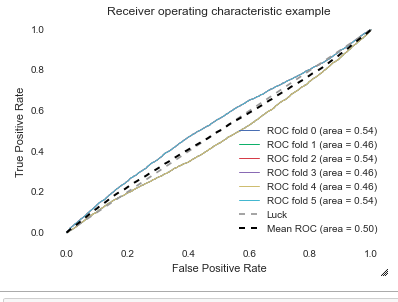 Receiver operating characteristic example
1.0
0.8
0.6
0.4
0.2
0.0
True Positive Rate
ROC fold 0 (area = 0.54)
ROC fold 1 (area = 0.46)
ROC fold 2 (area = 0.54)
ROC fold 3 (area = 0.46)
ROC fold 4 (area = 0.46)
ROC fold 5 (area = 0.54)
Luck
Mean ROC (area = 0.50)
0.0 0.2 0.4 0.6 0.8 1.0
False Positive Rate